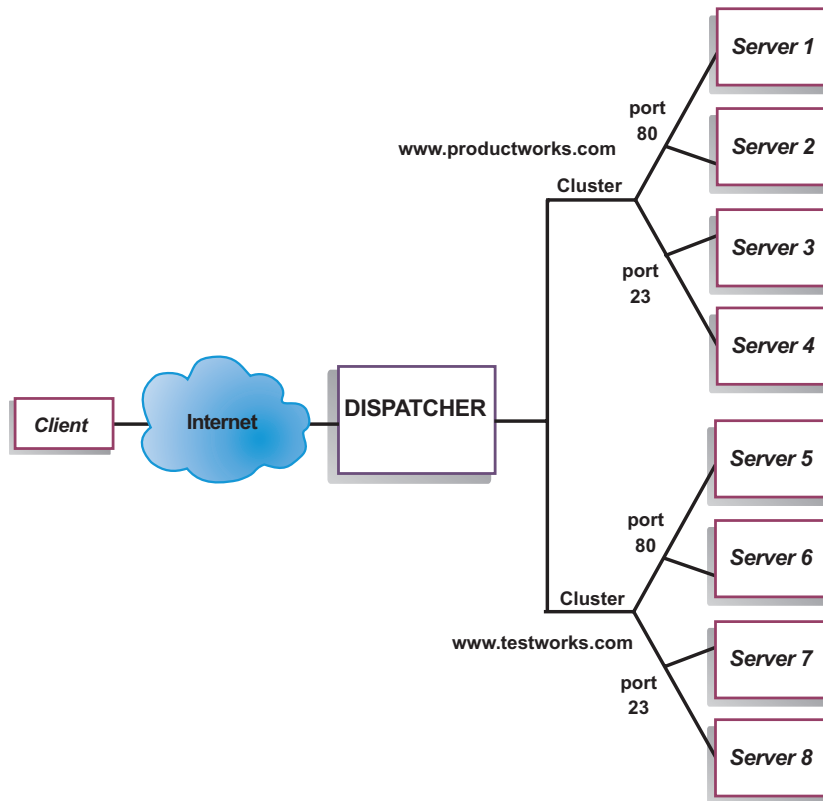 Server 1
port
80
Server 2
www.productworks.com
Cluster
Server 3
port
23
Server 4
Client
Internet
DISPATCHER
Server 5
port
80
Server 6
Cluster
www.testworks.com
Server 7
port
23
Server 8